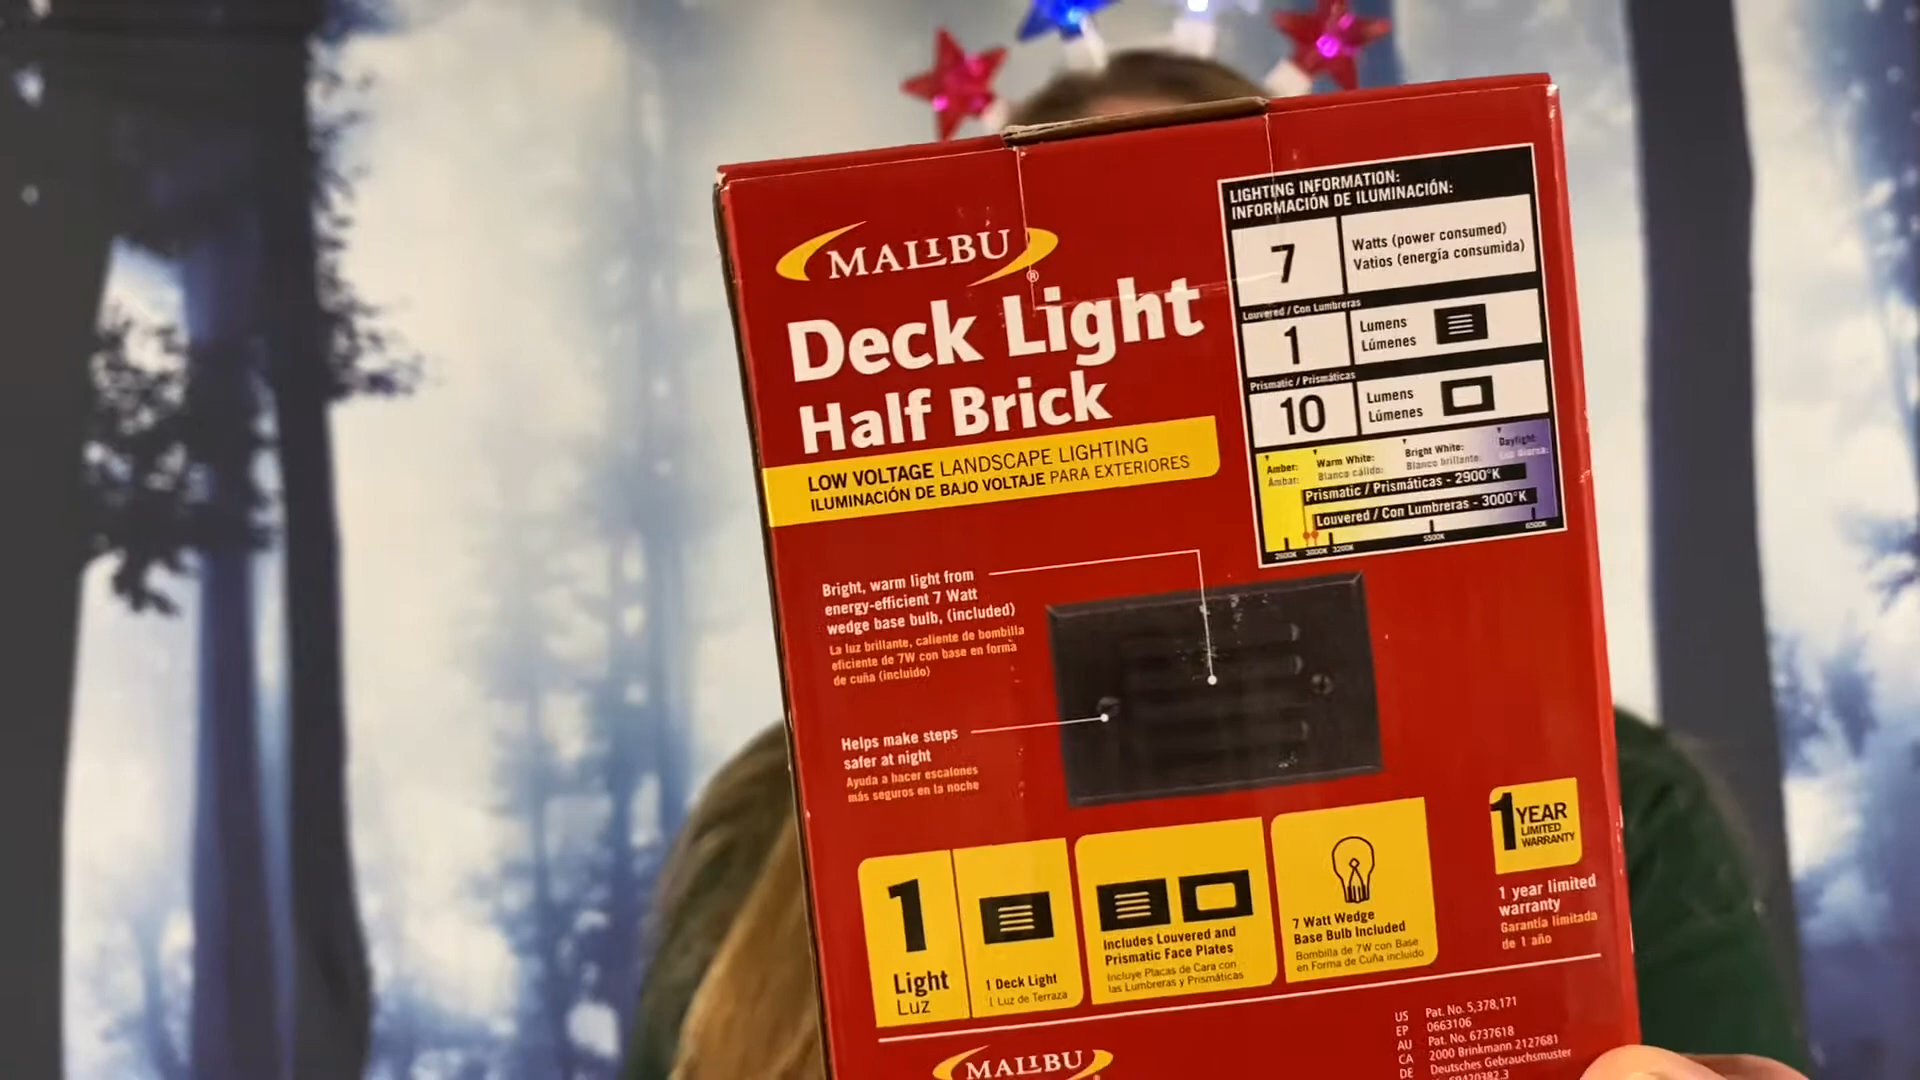 MALIBU®
Deck Light
Half Brick
LOW VOLTAGE LANDSCAPE LIGHTING
ILUMINACIÓN DE BAJO VOLTAJE PARA EXTERIORES
LIGHTING INFORMATION:
INFORMACIÓN DE ILUMINACIÓN:
7
Watts (power consumed)
Vatios (energía consumida)
Louvered / Con Lumbreras
1
Lumens
Lúmenes
Prismatic / Prismáticas
10
Lumens
Lúmenes
Amber:
Ámbar:
Warm White:
Blanco cálido:
Bright White:
Blanco brillante:
Daylight:
Luz diurna:
Prismatic / Prismáticas - 2900°K
Louvered / Con Lumbreras - 3000°K
2600K 3000K 3200K 5500K 6500K
Bright, warm light from
energy-efficient 7 Watt
wedge base bulb, (included)
La luz brillante, caliente de bombilla
eficiente de 7W con base en forma
de cuña (incluido)
Helps make steps
safer at night
Ayuda a hacer escalones
más seguros en la noche
1
Light
Luz
1 Deck Light
1 Luz de Terraza
Includes Louvered and
Prismatic Face Plates
Incluye Placas de Cara con
las Lumbreras y Prismáticas
7 Watt Wedge
Base Bulb Included
Bombilla de 7W con Base
en Forma de Cuña incluido
1 YEAR
LIMITED
WARRANTY
1 year limited
warranty
Garantía limitada
de 1 año
MALIBU
US Pat. No. 5,378,171
EP 0663106
AU Pat. No. 6737618
CA 2000 Brinkmann 2127681
DE Deutsches Gebrauchsmuster